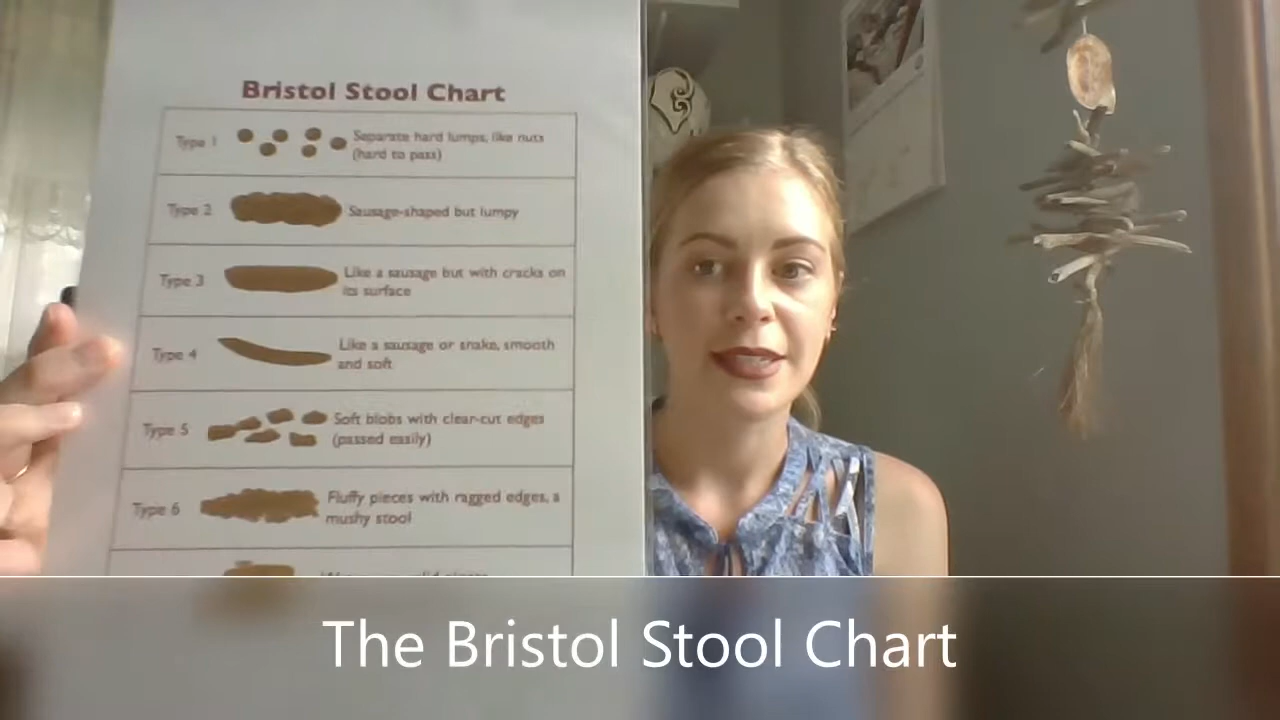 Bristol Stool Chart
Type 1
Separate hard lumps, like nuts
(hard to pass)
Type 2
Sausage-shaped but lumpy
Type 3
Like a sausage but with cracks on
its surface
Type 4
Like a sausage or snake, smooth
and soft
Type 5
Soft blobs with clear-cut edges
(passed easily)
Type 6
Fluffy pieces with ragged edges, a
mushy stool
The Bristol Stool Chart